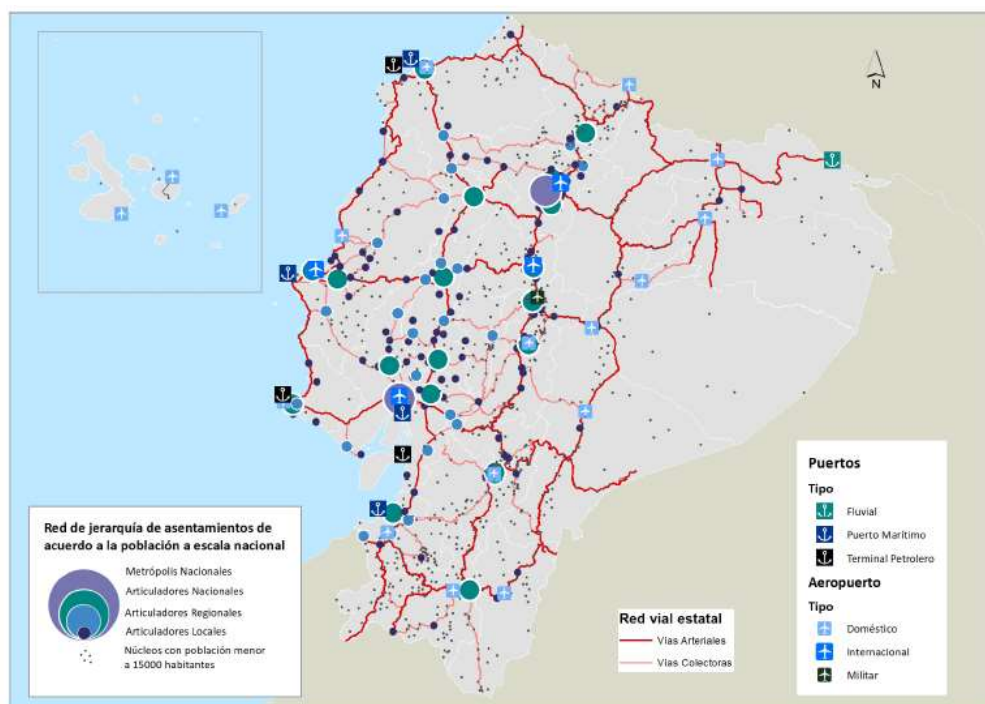 N
Red de jerarquía de asentamientos de
acuerdo a la población a escala nacional
Metrópolis Nacionales
Articuladores Nacionales
Articuladores Regionales
Articuladores Locales
Núcleos con población menor
a 15000 habitantes
Red vial estatal
Vías Arteriales
Vías Colectoras
Puertos
Tipo
Fluvial
Puerto Marítimo
Terminal Petrolero
Aeropuerto
Tipo
Doméstico
Internacional
Militar